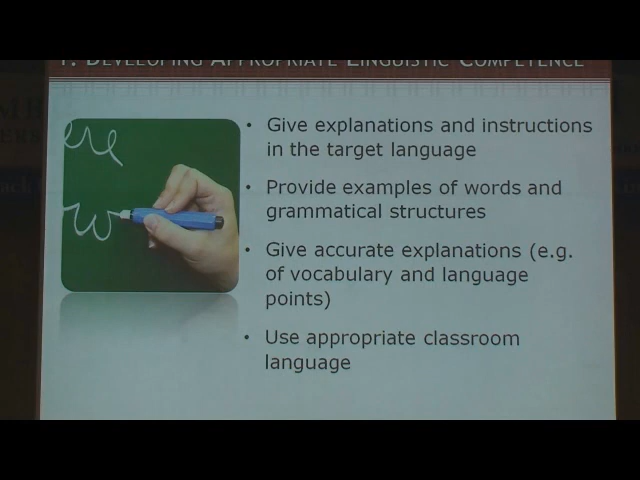 1. DEVELOPING APPROPRIATE LINGUISTIC COMPETENCE
• Give explanations and instructions
in the target language
• Provide examples of words and
grammatical structures
• Give accurate explanations (e.g.
of vocabulary and language
points)
• Use appropriate classroom
language